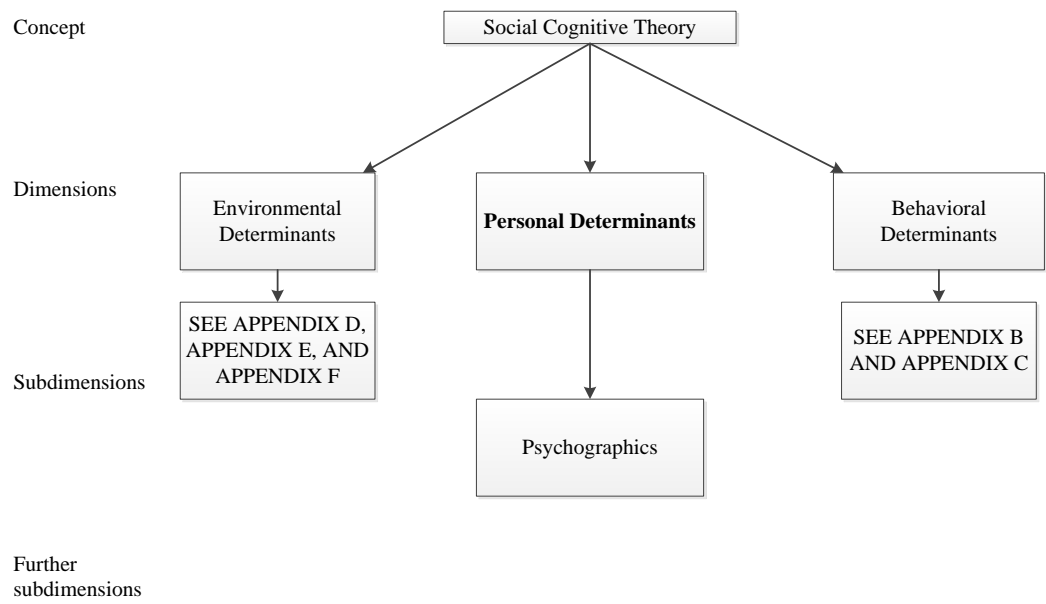 Concept
Social Cognitive Theory
Dimensions
Environmental
Determinants
Personal Determinants
Behavioral
Determinants
Subdimensions
SEE APPENDIX D,
APPENDIX E, AND
APPENDIX F
SEE APPENDIX B
AND APPENDIX C
Psychographics
Further
subdimensions